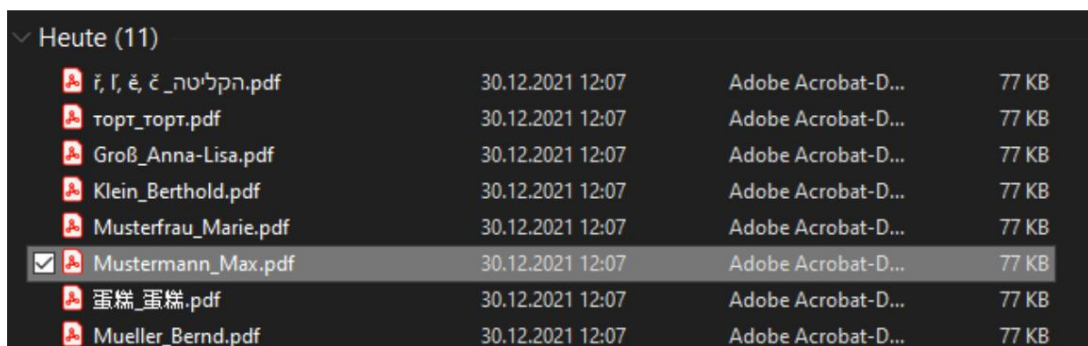 Heute (11)
ř, ľ, ě, č _הקליטה.pdf 30.12.2021 12:07 Adobe Acrobat-D... 77 KB
торт_торт.pdf 30.12.2021 12:07 Adobe Acrobat-D... 77 KB
Groß_Anna-Lisa.pdf 30.12.2021 12:07 Adobe Acrobat-D... 77 KB
Klein_Berthold.pdf 30.12.2021 12:07 Adobe Acrobat-D... 77 KB
Musterfrau_Marie.pdf 30.12.2021 12:07 Adobe Acrobat-D... 77 KB
Mustermann_Max.pdf 30.12.2021 12:07 Adobe Acrobat-D... 77 KB
蛋糕_蛋糕.pdf 30.12.2021 12:07 Adobe Acrobat-D... 77 KB
Mueller_Bernd.pdf 30.12.2021 12:07 Adobe Acrobat-D... 77 KB